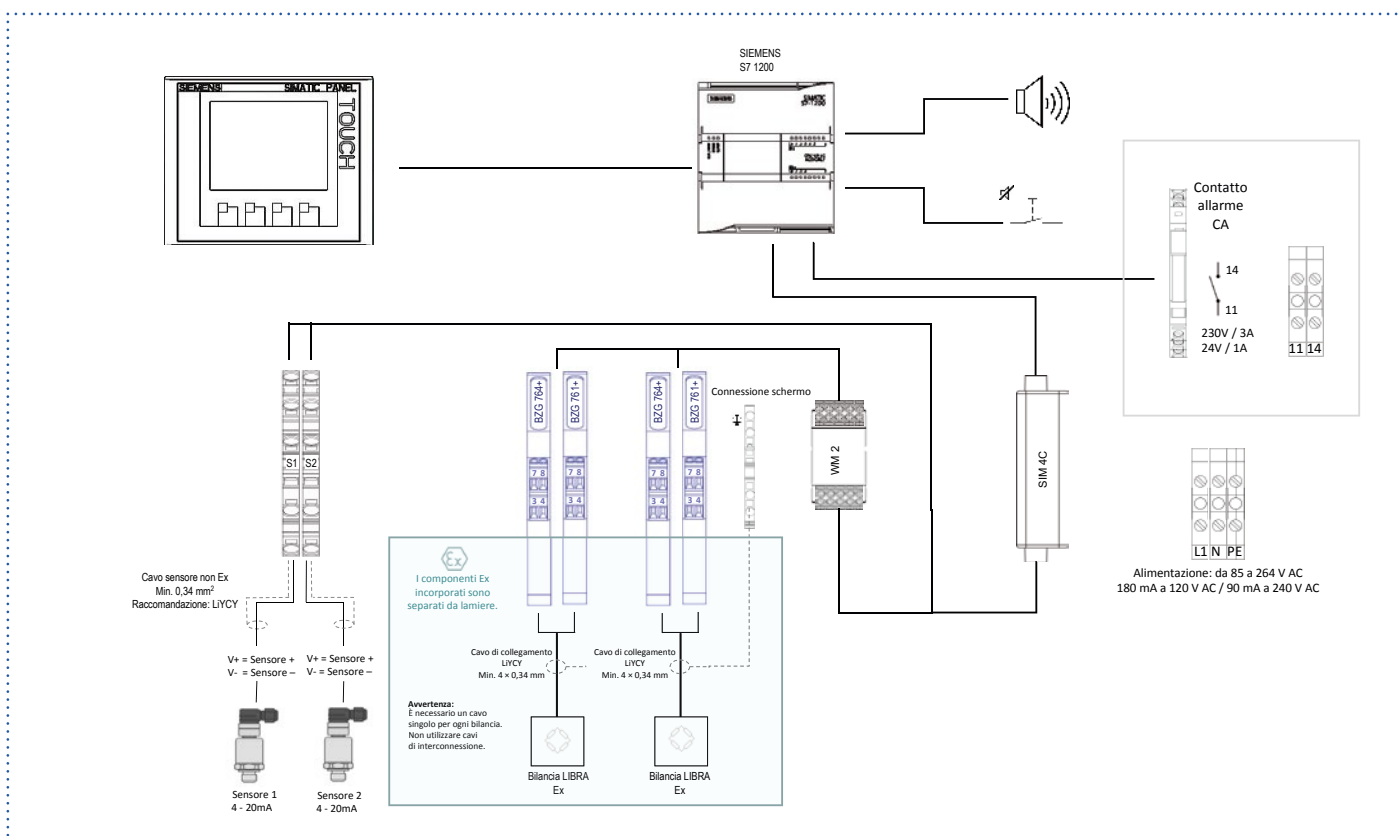 SIEMENS
S7 1200
SIEMENS
SIMATIC PANEL
TOUCH
SIEMENS
SIMATIC
S7-1200
Contatto
allarme
CA
14
11
230V / 3A
24V / 1A
11 14
BZG 764+
BZG 761+
BZG 764+
BZG 761+
Connessione schermo
WM 2
SIM 4C
S1 S2
7 8
7 8
7 8
7 8
3 4
3 4
3 4
3 4
L1 N PE
Alimentazione: da 85 a 264 V AC
180 mA a 120 V AC / 90 mA a 240 V AC
Ex
I componenti Ex
incorporati sono
separati da lamiere.
Cavo sensore non Ex
Min. 0,34 mm²
Raccomandazione: LiYCY
V+ = Sensore +
V- = Sensore –
V+ = Sensore +
V- = Sensore –
Cavo di collegamento
LiYCY
Min. 4 × 0,34 mm
Cavo di collegamento
LiYCY
Min. 4 × 0,34 mm
Avvertenza:
È necessario un cavo
singolo per ogni bilancia.
Non utilizzare cavi
di interconnessione.
Bilancia LIBRA
Ex
Bilancia LIBRA
Ex
Sensore 1
4 - 20mA
Sensore 2
4 - 20mA